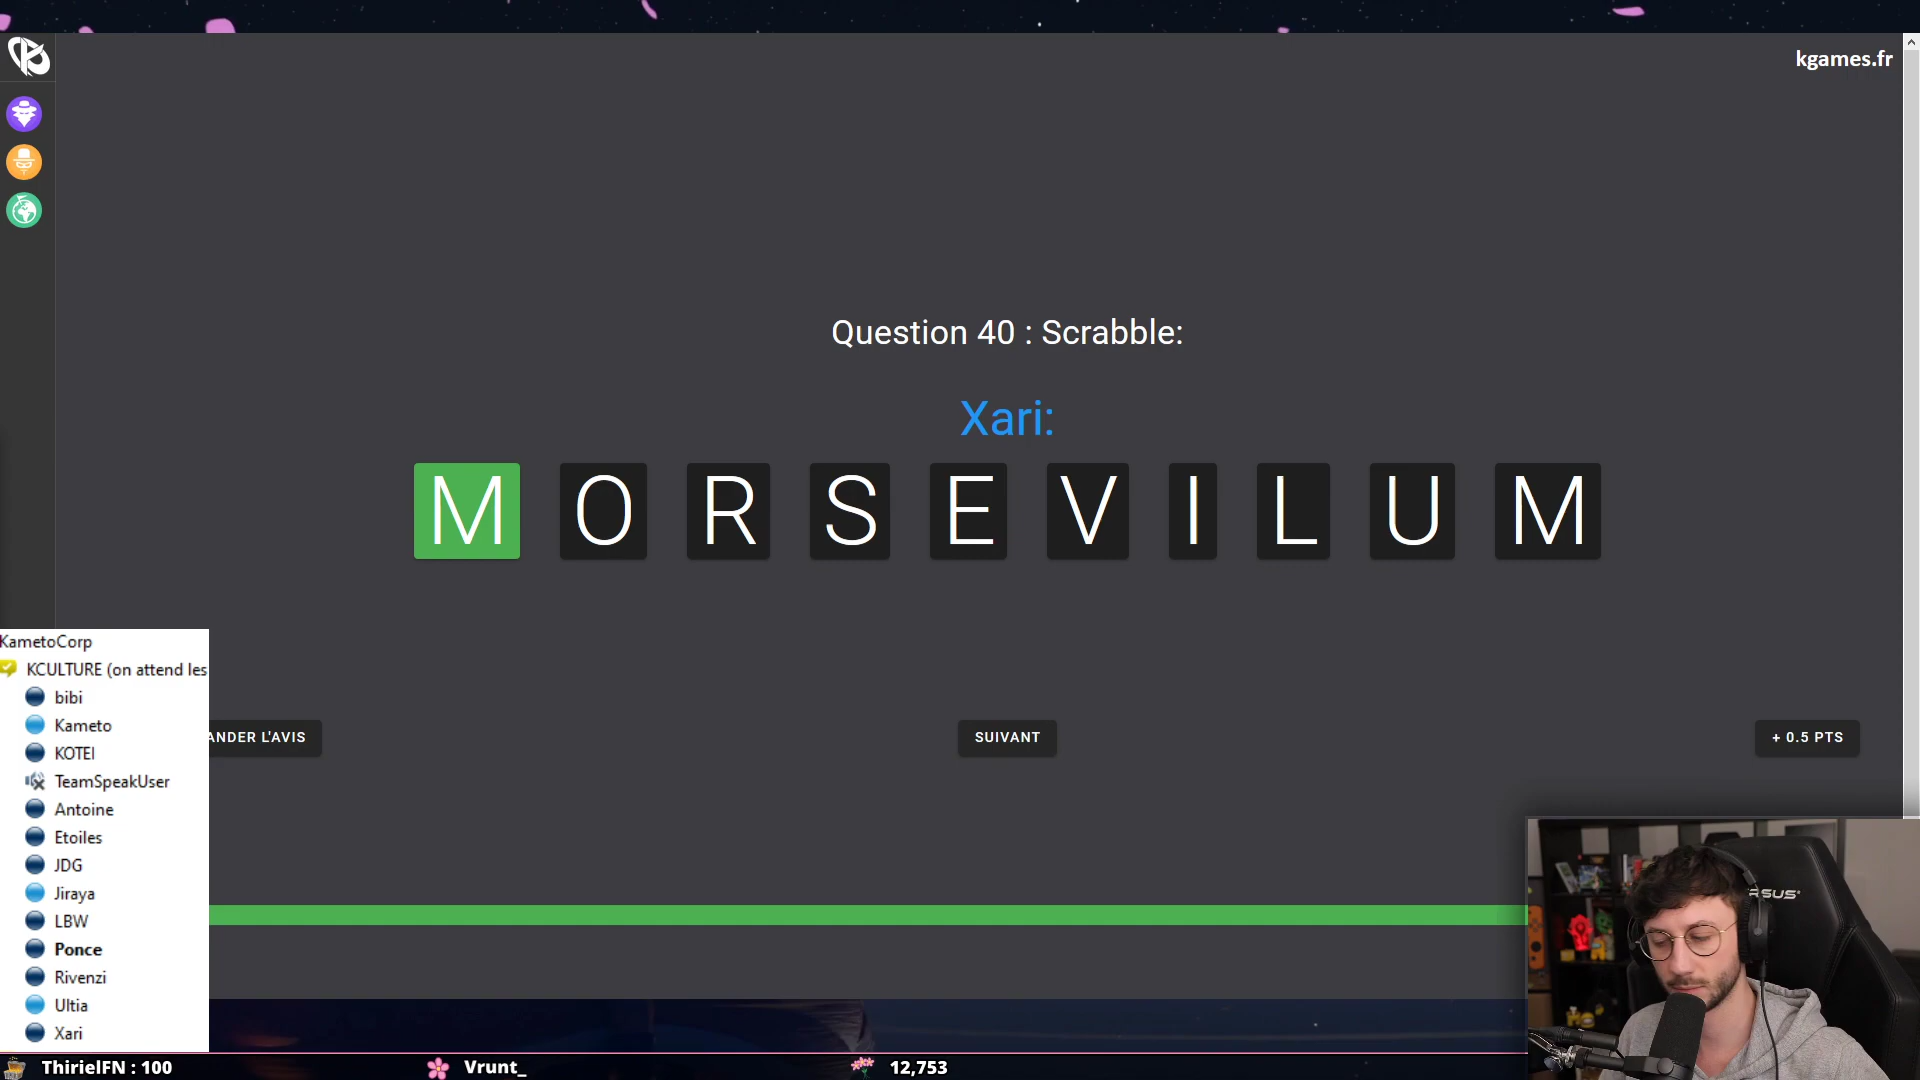 kgames.fr
Question 40 : Scrabble:
Xari:
M O R S E V I L U M
ANDER L'AVIS
SUIVANT
+ 0.5 PTS
KametoCorp
KCULTURE (on attend les
bibi
Kameto
KOTEI
TeamSpeakUser
Antoine
Etoiles
JDG
Jiraya
LBW
Ponce
Rivenzi
Ultia
Xari
RSUS
ThirielFN : 100
Vrunt_
12,753